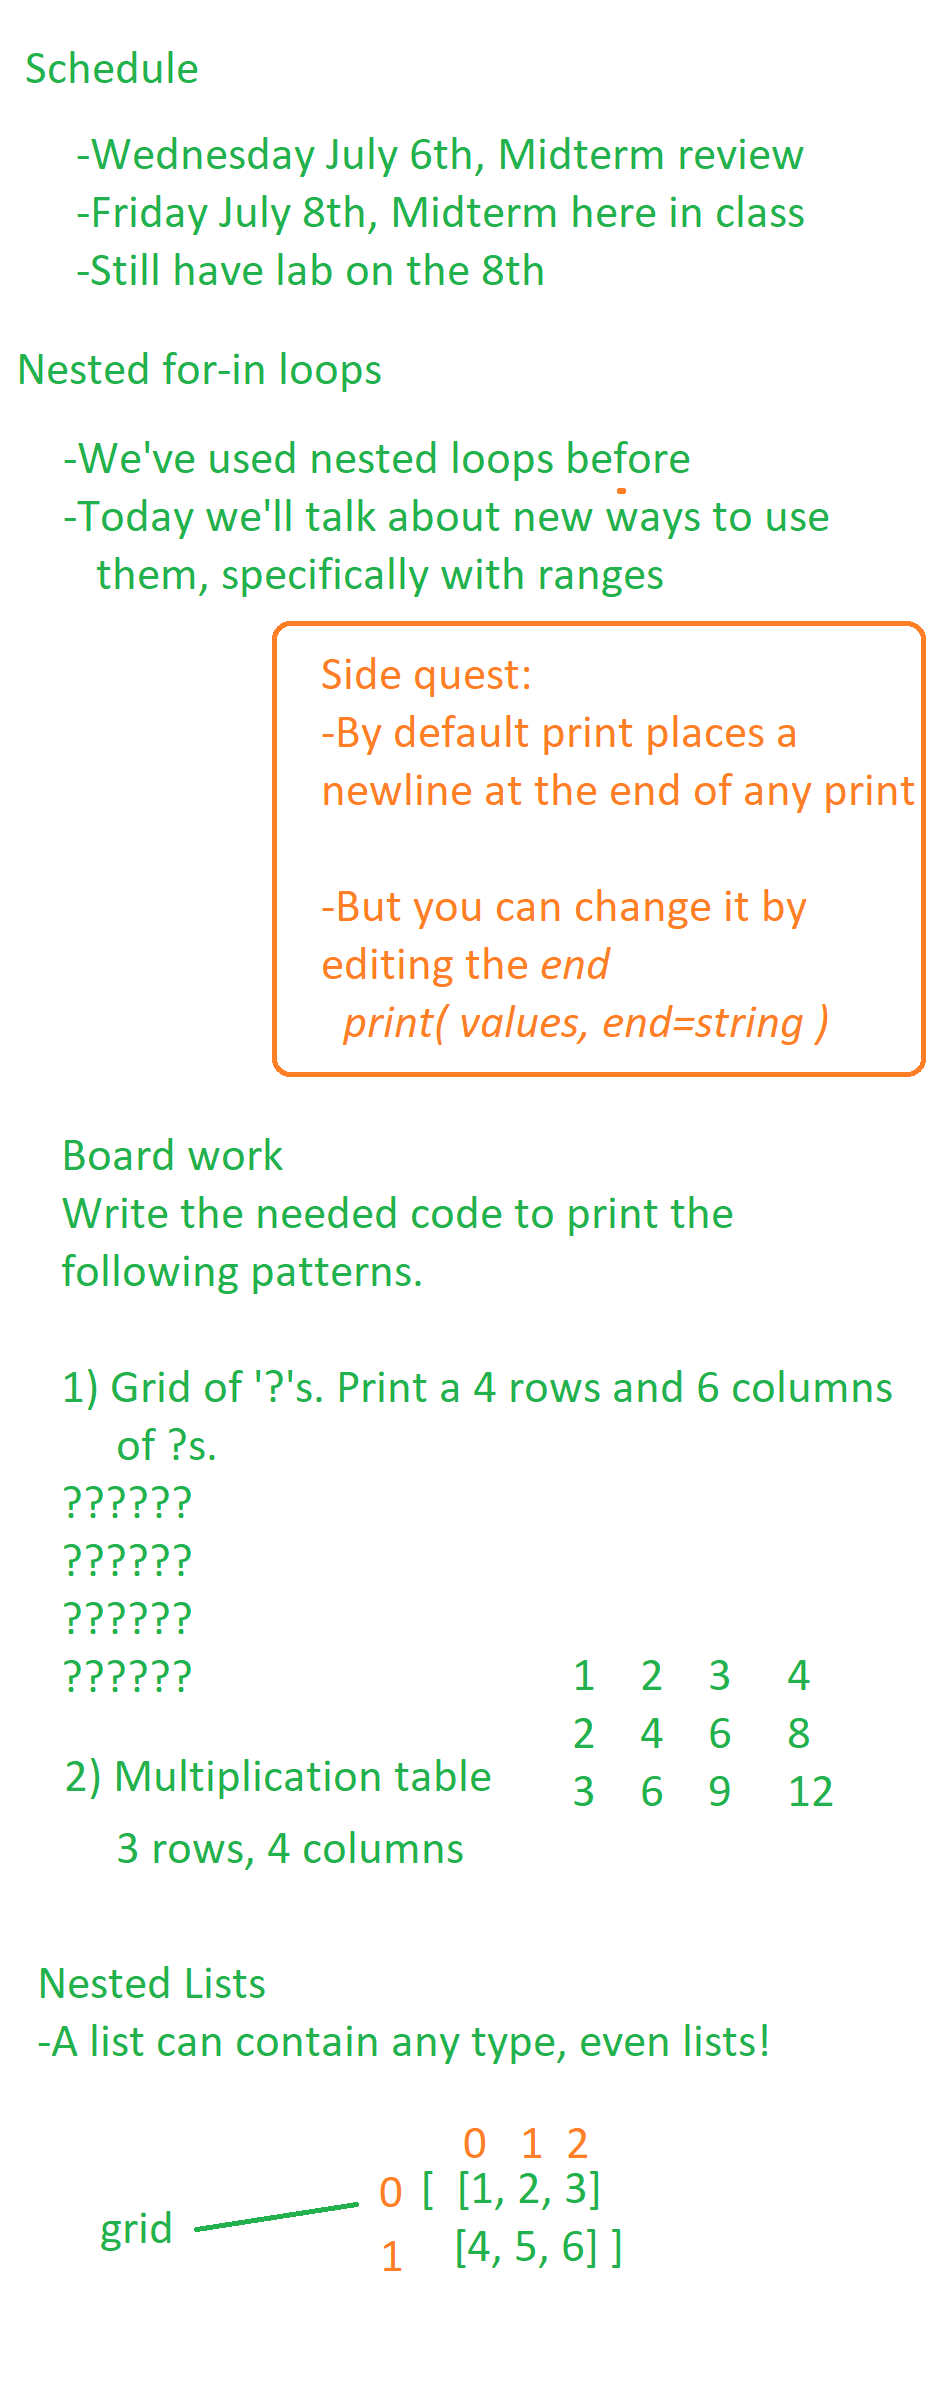 Schedule
-Wednesday July 6th, Midterm review
-Friday July 8th, Midterm here in class
-Still have lab on the 8th
Nested for-in loops
-We've used nested loops before
-Today we'll talk about new ways to use
them, specifically with ranges
Side quest:
-By default print places a
newline at the end of any print
-But you can change it by
editing the end
print( values, end=string )
Board work
Write the needed code to print the
following patterns.
1) Grid of '?'s. Print a 4 rows and 6 columns
of ?s.
??????
??????
??????
??????
1 2 3 4
2 4 6 8
3 6 9 12
2) Multiplication table
3 rows, 4 columns
Nested Lists
-A list can contain any type, even lists!
0 1 2
0 [ [1, 2, 3]
grid
1 [4, 5, 6] ]